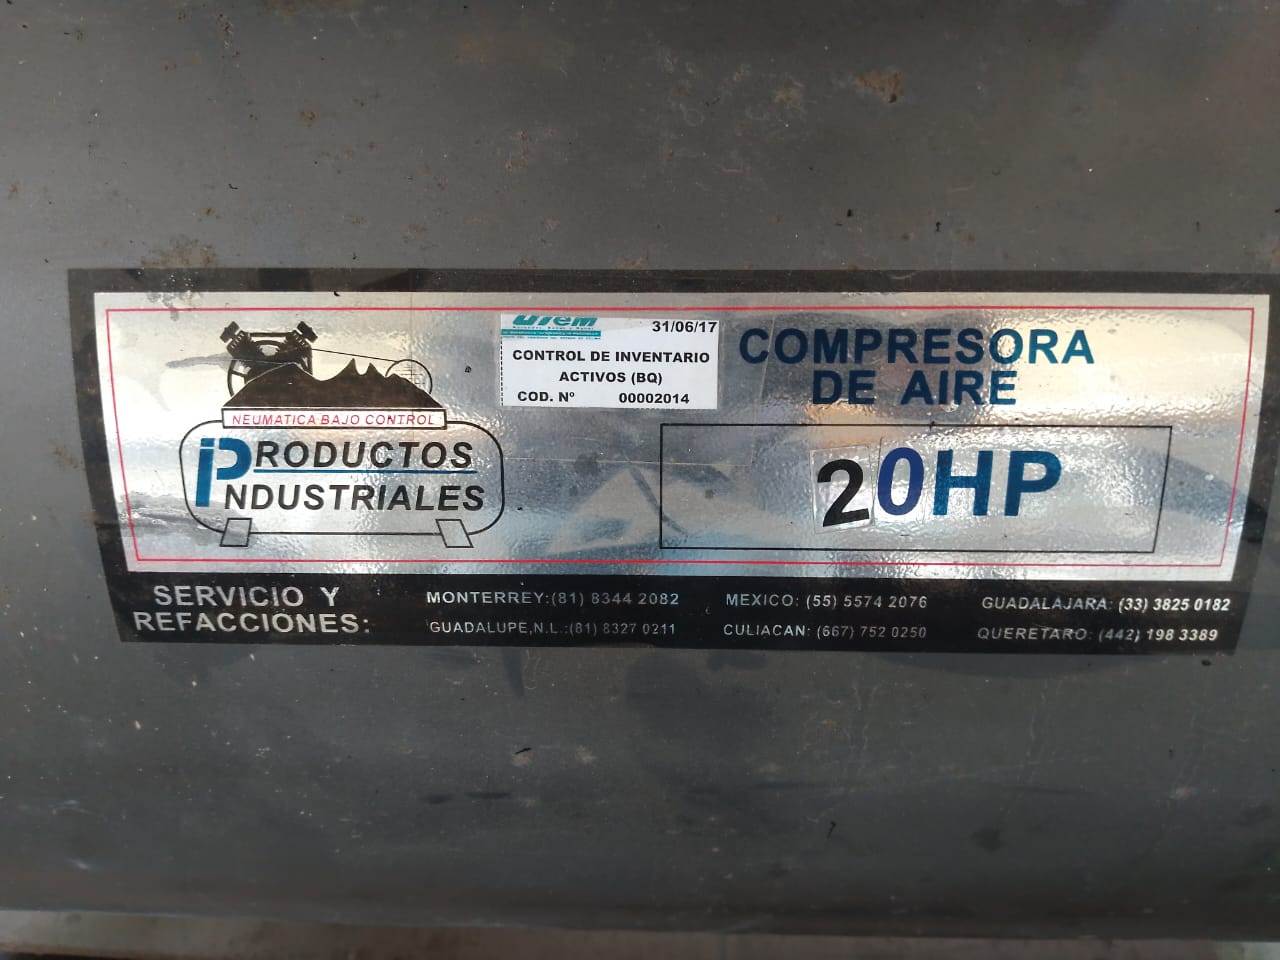 31/06/17
CONTROL DE INVENTARIO
ACTIVOS (BQ)
COD. Nº 00002014
COMPRESORA
DE AIRE
20HP
NEUMATICA BAJO CONTROL
PRODUCTOS
INDUSTRIALES
SERVICIO Y
REFACCIONES:
MONTERREY:(81) 8344 2082 MEXICO: (55) 5574 2076 GUADALAJARA: (33) 3825 0182
GUADALUPE,N.L.:(81) 8327 0211 CULIACAN: (667) 752 0250 QUERETARO: (442) 198 3389